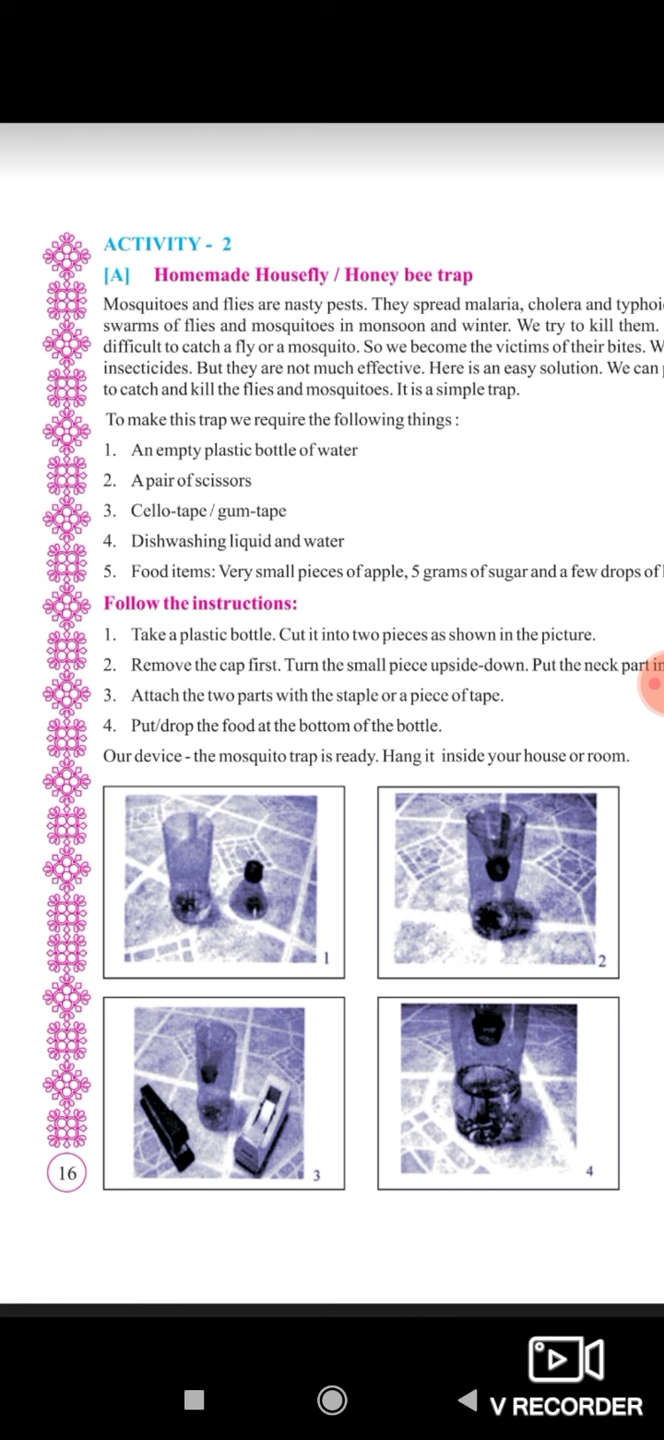 ACTIVITY - 2
[A] Homemade Housefly / Honey bee trap
Mosquitoes and flies are nasty pests. They spread malaria, cholera and
swarms of flies and mosquitoes in monsoon and winter. We try to kill them.
difficult to catch a fly or a mosquito. So we become the victims of their bites.
insecticides. But they are not much effective. Here is an easy solution. We can
to catch and kill the flies and mosquitoes. It is a simple trap.
To make this trap we require the following things :
1. An empty plastic bottle of water
2. A pair of scissors
3. Cello-tape / gum-tape
4. Dishwashing liquid and water
5. Food items: Very small pieces of apple, 5 grams of sugar and a few drops of
Follow the instructions:
1. Take a plastic bottle. Cut it into two pieces as shown in the picture.
2. Remove the cap first. Turn the small piece upside-down. Put the neck part in
3. Attach the two parts with the staple or a piece of tape.
4. Put/drop the food at the bottom of the bottle.
Our device - the mosquito trap is ready. Hang it inside your house or room.
1
2
3
4
16
V RECORDER